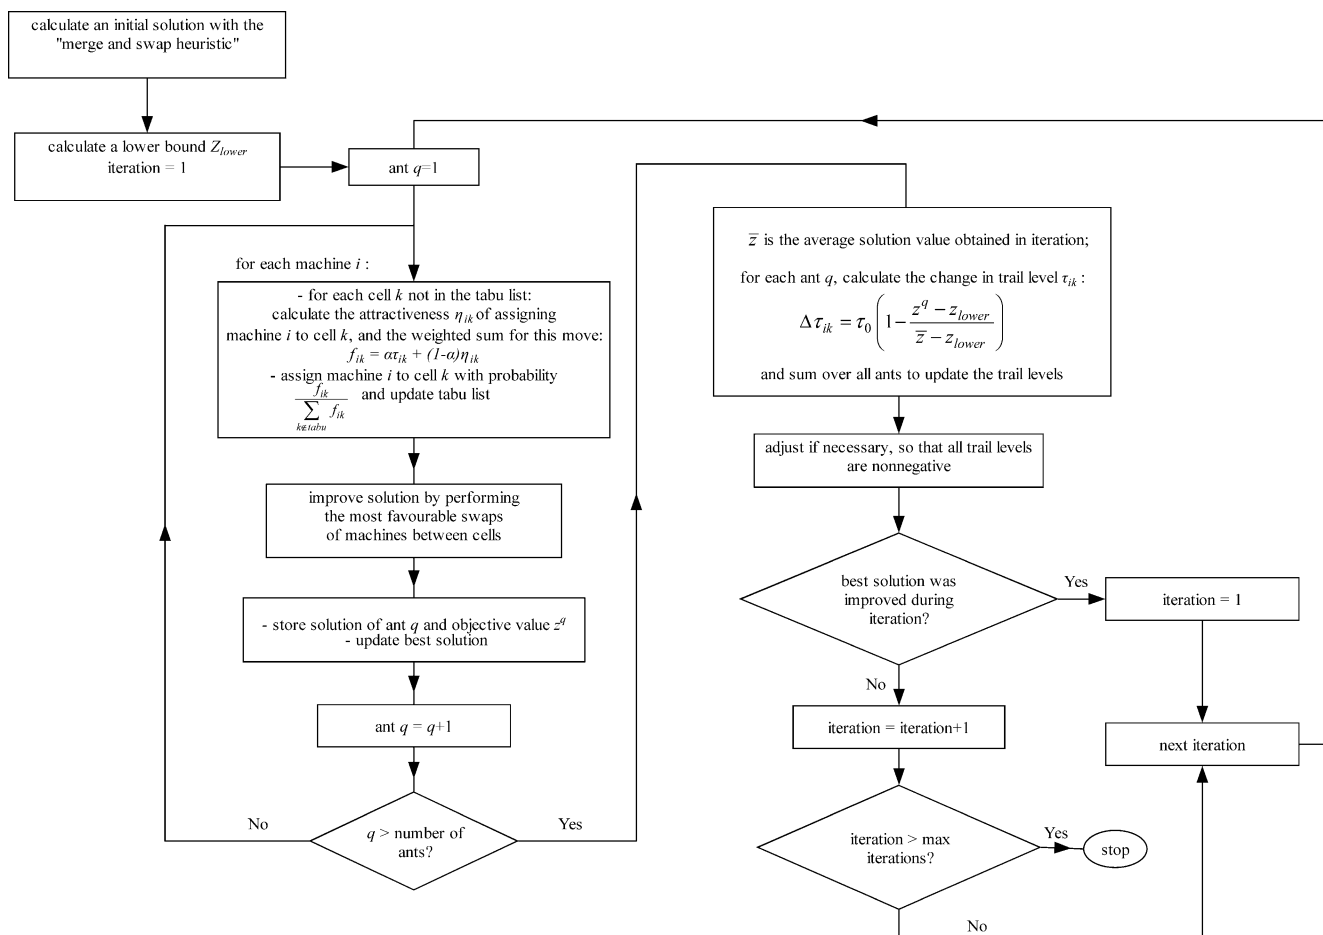 calculate an initial solution with the
"merge and swap heuristic"
calculate a lower bound Z_lower
iteration = 1
ant q=1
for each machine i :
- for each cell k not in the tabu list:
calculate the attractiveness η_ik of assigning
machine i to cell k, and the weighted sum for this move:
f_ik = ατ_ik + (1-α)η_ik
- assign machine i to cell k with probability
f_ik / ∑_{k∉tabu} f_ik and update tabu list
improve solution by performing
the most favourable swaps
of machines between cells
- store solution of ant q and objective value z^q
- update best solution
ant q = q+1
q > number of
ants?
No
Yes
z̅ is the average solution value obtained in iteration;
for each ant q, calculate the change in trail level τ_ik :
Δτ_ik = τ_0 (1 - (z^q - z_lower) / (z̅ - z_lower))
and sum over all ants to update the trail levels
adjust if necessary, so that all trail levels
are nonnegative
best solution was
improved during
iteration?
Yes
iteration = 1
No
iteration = iteration+1
next iteration
iteration > max
iterations?
Yes
stop
No